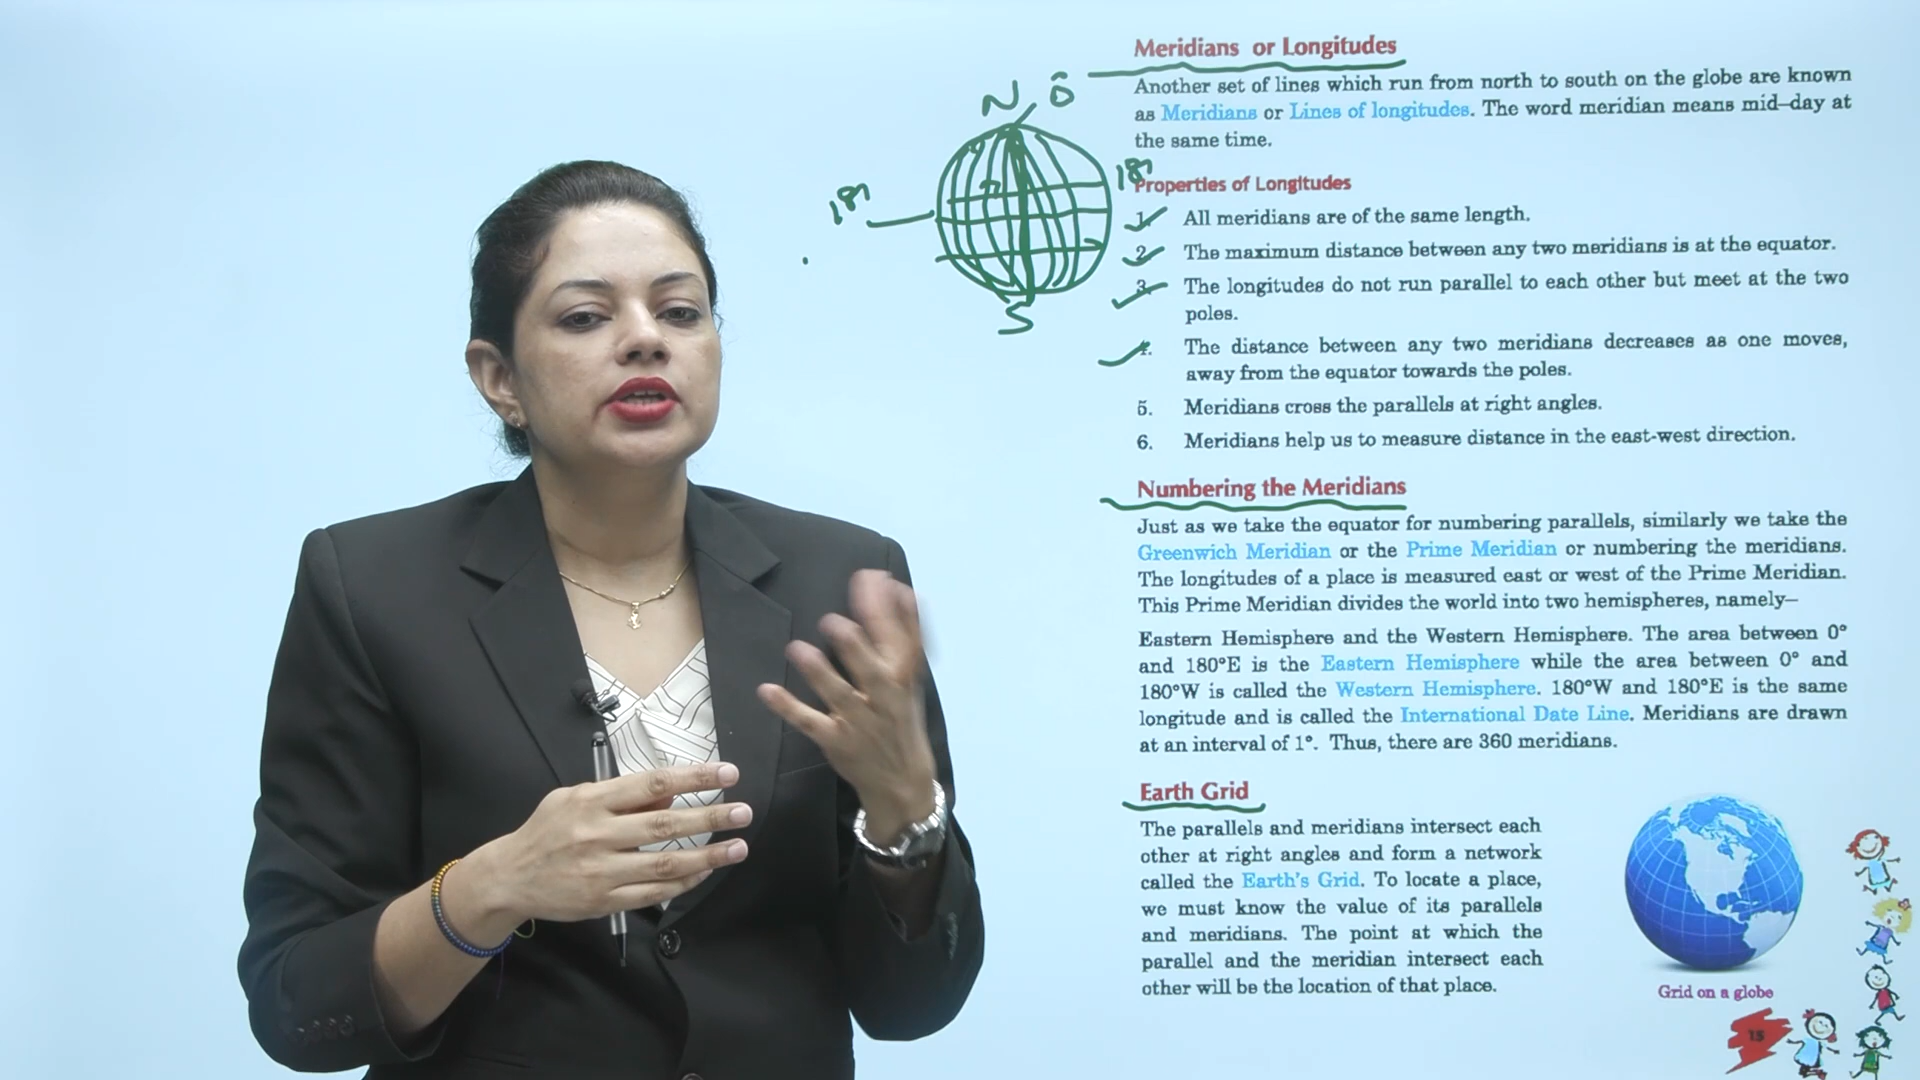 Meridians or Longitudes
Another set of lines which run from north to south on the globe are known
as Meridians or Lines of longitudes. The word meridian means mid–day at
the same time.
N 0
180
180
S
Properties of Longitudes
1. All meridians are of the same length.
2. The maximum distance between any two meridians is at the equator.
3. The longitudes do not run parallel to each other but meet at the two
poles.
4. The distance between any two meridians decreases as one moves,
away from the equator towards the poles.
5. Meridians cross the parallels at right angles.
6. Meridians help us to measure distance in the east-west direction.
Numbering the Meridians
Just as we take the equator for numbering parallels, similarly we take the
Greenwich Meridian or the Prime Meridian or numbering the meridians.
The longitudes of a place is measured east or west of the Prime Meridian.
This Prime Meridian divides the world into two hemispheres, namely–
Eastern Hemisphere and the Western Hemisphere. The area between 0°
and 180°E is the Eastern Hemisphere while the area between 0° and
180°W is called the Western Hemisphere. 180°W and 180°E is the same
longitude and is called the International Date Line. Meridians are drawn
at an interval of 1°. Thus, there are 360 meridians.
Earth Grid
The parallels and meridians intersect each
other at right angles and form a network
called the Earth's Grid. To locate a place,
we must know the value of its parallels
and meridians. The point at which the
parallel and the meridian intersect each
other will be the location of that place.
Grid on a globe
15